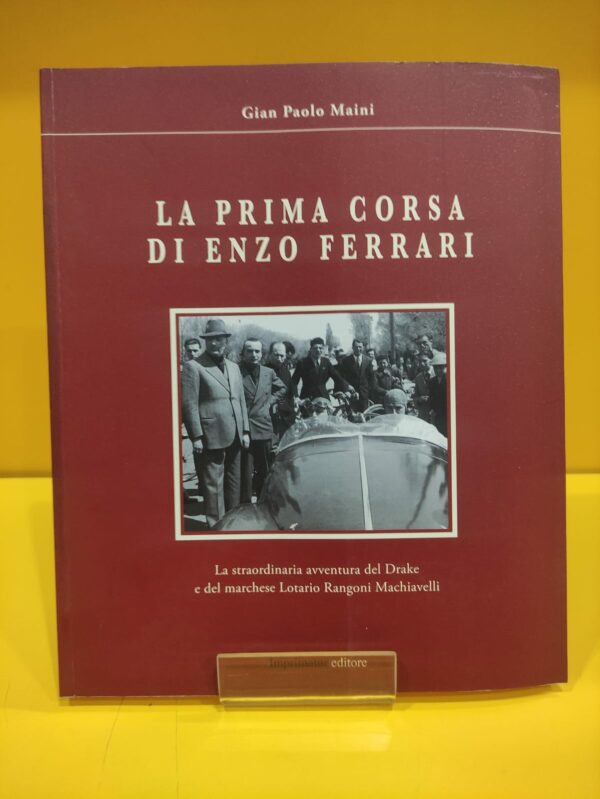 Gian Paolo Maini
LA PRIMA CORSA
DI ENZO FERRARI
La straordinaria avventura del Drake
e del marchese Lotario Rangoni Machiavelli
Imprimatur editore